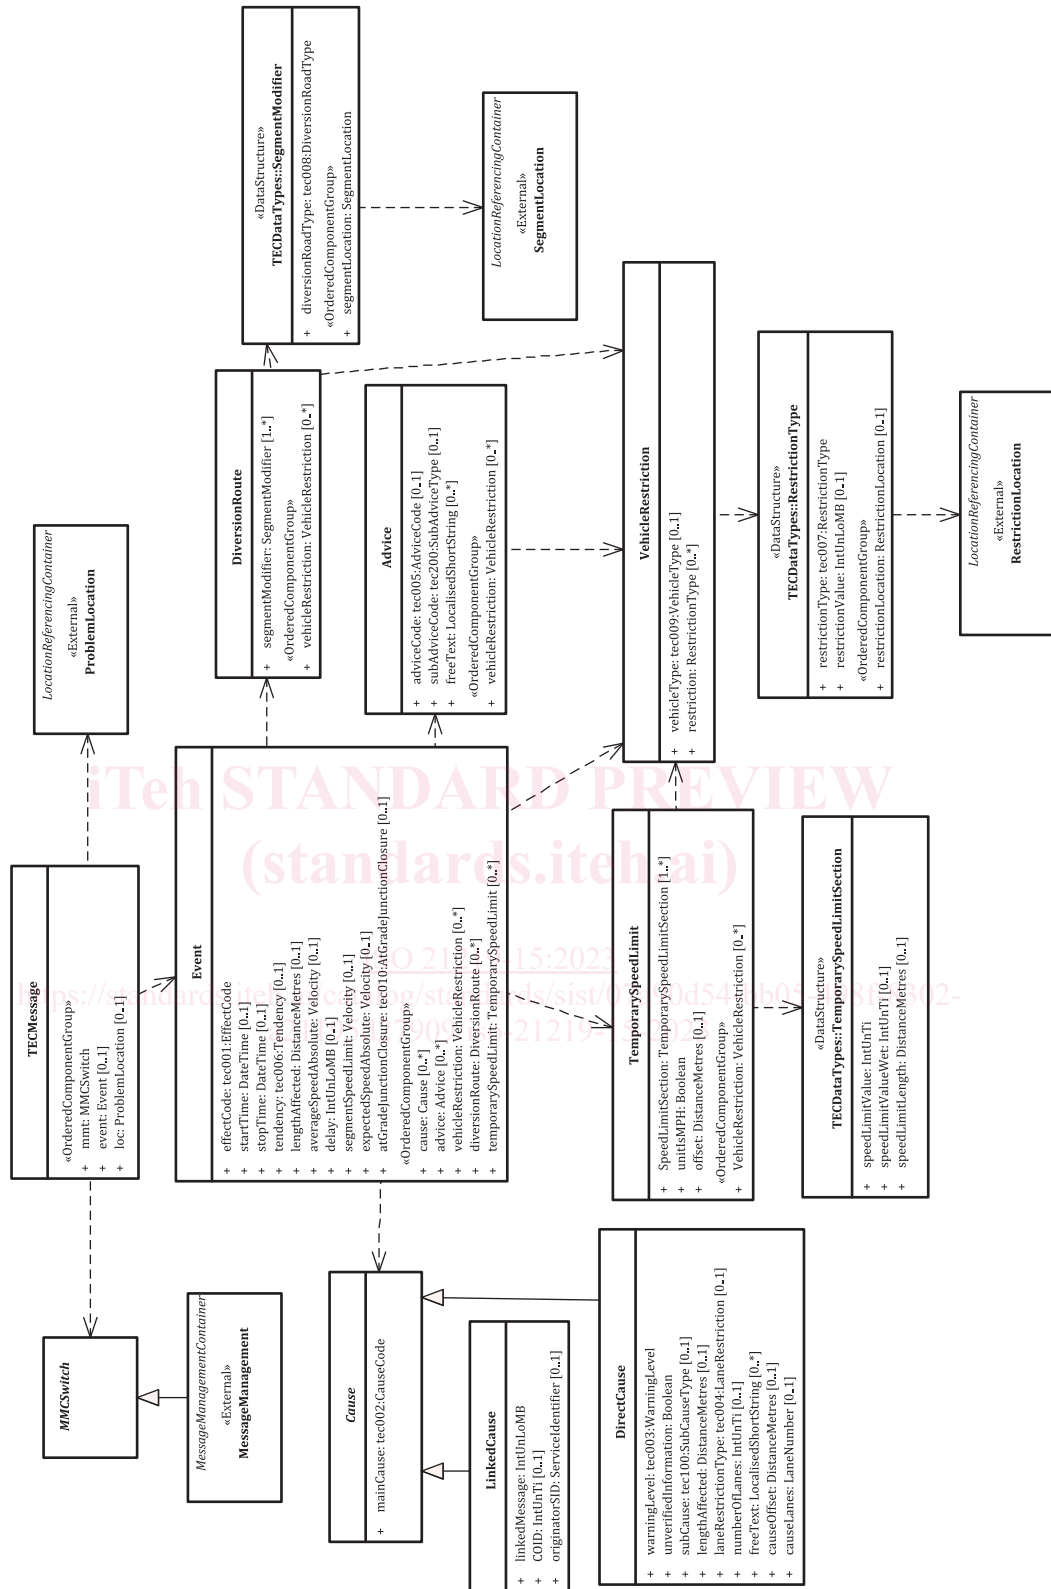 TECMessage
«OrderedComponentGroup»
+ mmt: MMCSwitch
+ event: Event [0..1]
+ loc: ProblemLocation [0..1]
LocationReferencingContainer
«External»
ProblemLocation
MMCSwitch
MessageManagementContainer
«External»
MessageManagement
Event
+ effectCode: tec001:EffectCode
+ startTime: DateTime [0..1]
+ stopTime: DateTime [0..1]
+ tendency: tec006:Tendency [0..1]
+ lengthAffected: DistanceMetres [0..1]
+ averageSpeedAbsolute: Velocity [0..1]
+ delay: IntUnLoMB [0..1]
+ segmentSpeedLimit: Velocity [0..1]
+ expectedSpeedAbsolute: Velocity [0..1]
+ atGradeJunctionClosure: tec010:AtGradeJunctionClosure [0..1]
«OrderedComponentGroup»
+ cause: Cause [0..*]
+ advice: Advice [0..*]
+ vehicleRestriction: VehicleRestriction [0..*]
+ diversionRoute: DiversionRoute [0..*]
+ temporarySpeedLimit: TemporarySpeedLimit [0..*]
DiversionRoute
+ segmentModifier: SegmentModifier [1..*]
«OrderedComponentGroup»
+ vehicleRestriction: VehicleRestriction [0..*]
«DataStructure»
TECDataTypes::SegmentModifier
+ diversionRoadType: tec008:DiversionRoadType
«OrderedComponentGroup»
+ segmentLocation: SegmentLocation
LocationReferencingContainer
«External»
SegmentLocation
Advice
+ adviceCode: tec005:AdviceCode [0..1]
+ subAdviceCode: tec200:SubAdviceType [0..1]
+ freeText: LocalisedShortString [0..*]
«OrderedComponentGroup»
+ vehicleRestriction: VehicleRestriction [0..*]
Cause
+ mainCause: tec002:CauseCode
LinkedCause
+ linkedMessage: IntUnLoMB
+ COID: IntUnTi [0..1]
+ originatorSID: ServiceIdentifier [0..1]
DirectCause
+ warningLevel: tec003:WarningLevel
+ unverifiedInformation: Boolean
+ subCause: tec100:SubCauseType [0..1]
+ lengthAffected: DistanceMetres [0..1]
+ laneRestrictionType: tec004:LaneRestriction [0..1]
+ numberOfLanes: IntUnTi [0..1]
+ freeText: LocalisedShortString [0..*]
+ causeOffset: DistanceMetres [0..1]
+ causeLanes: LaneNumber [0..1]
TemporarySpeedLimit
+ SpeedLimitSection: TemporarySpeedLimitSection [1..*]
+ unitIsMPH: Boolean
+ offset: DistanceMetres [0..1]
«OrderedComponentGroup»
+ VehicleRestriction: VehicleRestriction [0..*]
VehicleRestriction
+ vehicleType: tec009:VehicleType [0..1]
+ restriction: RestrictionType [0..*]
«DataStructure»
TECDataTypes::TemporarySpeedLimitSection
+ speedLimitValue: IntUnTi
+ speedLimitValueWet: IntUnTi [0..1]
+ speedLimitLength: DistanceMetres [0..1]
«DataStructure»
TECDataTypes::RestrictionType
+ restrictionType: tec007:RestrictionType
+ restrictionValue: IntUnLoMB [0..1]
«OrderedComponentGroup»
+ restrictionLocation: RestrictionLocation [0..1]
LocationReferencingContainer
«External»
RestrictionLocation
iTeh STANDARD PREVIEW
(standards.iteh.ai)